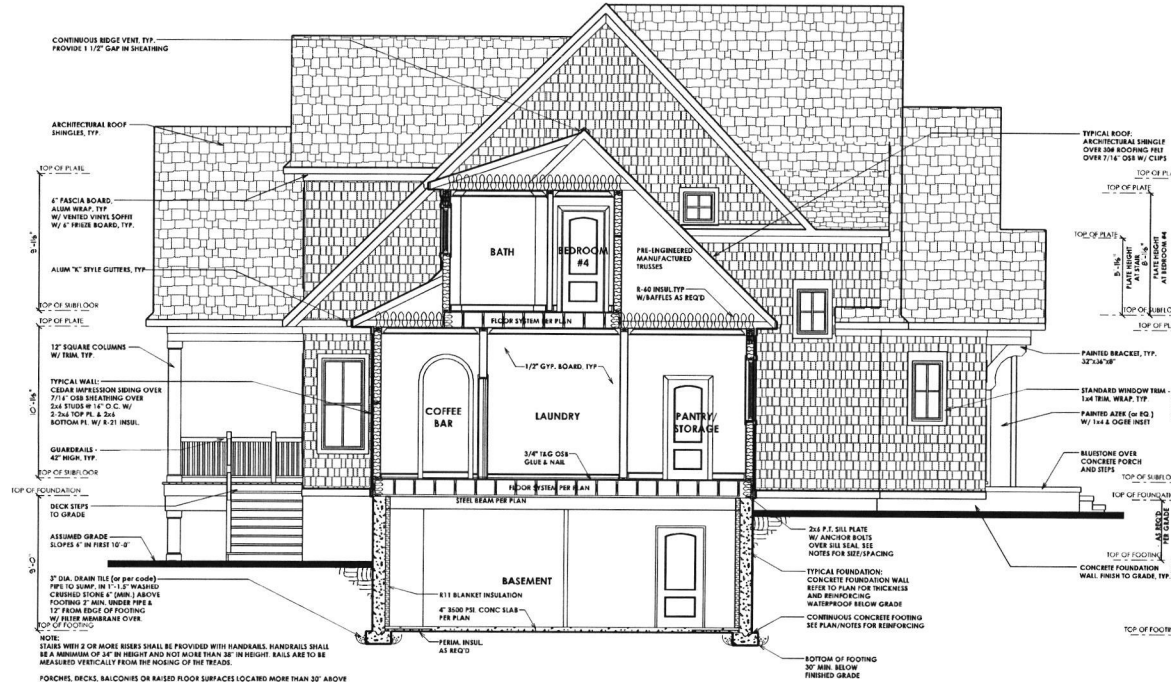 CONTINUOUS RIDGE VENT, TYP.
PROVIDE 1 1/2" GAP IN SHEATHING
ARCHITECTURAL ROOF
SHINGLES, TYP.
TOP OF PLATE
6" FASCIA BOARD,
ALUM WRAP, TYP
W/ VENTED VINYL SOFFIT
W/ 6" FRIEZE BOARD, TYP.
ALUM "K" STYLE GUTTERS, TYP
TOP OF SUBFLOOR
TOP OF PLATE
12" SQUARE COLUMNS
W/ TRIM, TYP.
TYPICAL WALL:
CEDAR IMPRESSION SIDING OVER
7/16" OSB SHEATHING OVER
2x6 STUDS @ 16" O.C. W/
2-2x6 TOP PL. & 2x6
BOTTOM PL. W/ R-21 INSUL.
GUARDRAILS -
42" HIGH, TYP.
TOP OF SUBFLOOR
TOP OF FOUNDATION
DECK STEPS
TO GRADE
ASSUMED GRADE
SLOPES 6" IN FIRST 10'-0"
9'-0"
3" DIA. DRAIN TILE (or per code)
PIPE TO SUMP, IN 1"-1.5" WASHED
CRUSHED STONE 6" (MIN.) ABOVE
FOOTING 2" MIN. UNDER PIPE &
12" FROM EDGE OF FOOTING
W/ FILTER MEMBRANE OVER.
TOP OF FOOTING
NOTE:
STAIRS WITH 2 OR MORE RISERS SHALL BE PROVIDED WITH HANDRAILS. HANDRAILS SHALL
BE A MINIMUM OF 34" IN HEIGHT AND NOT MORE THAN 38" IN HEIGHT. RAILS ARE TO BE
MEASURED VERTICALLY FROM THE NOSING OF THE TREADS.
PORCHES, DECKS, BALCONIES OR RAISED FLOOR SURFACES LOCATED MORE THAN 30" ABOVE
BATH
BEDROOM
#4
PRE-ENGINEERED
MANUFACTURED
TRUSSES
R-60 INSUL.TYP
W/BAFFLES AS REQ'D
FLOOR SYSTEM PER PLAN
1/2" GYP. BOARD, TYP
COFFEE
BAR
LAUNDRY
PANTRY/
STORAGE
3/4" T&G OSB
GLUE & NAIL
FLOOR SYSTEM PER PLAN
STEEL BEAM PER PLAN
BASEMENT
R11 BLANKET INSULATION
4" 3500 PSI. CONC SLAB
PER PLAN
PERIM. INSUL.
AS REQ'D
2x6 P.T. SILL PLATE
W/ ANCHOR BOLTS
OVER SILL SEAL. SEE
NOTES FOR SIZE/SPACING
TYPICAL FOUNDATION:
CONCRETE FOUNDATION WALL
REFER TO PLAN FOR THICKNESS
AND REINFORCING
WATERPROOF BELOW GRADE
CONTINUOUS CONCRETE FOOTING
SEE PLAN/NOTES FOR REINFORCING
BOTTOM OF FOOTING
30" MIN. BELOW
FINISHED GRADE
TYPICAL ROOF:
ARCHITECTURAL SHINGLE
OVER 30# ROOFING FELT
OVER 7/16" OSB W/ CLIPS
TOP OF PLATE
TOP OF PLATE
PLATE HEIGHT
AT STAIR
PLATE HEIGHT
AT BEDROOM #4
PAINTED BRACKET, TYP.
32"x36"x8"
STANDARD WINDOW TRIM -
1x4 TRIM, WRAP, TYP.
PAINTED AZEK (or EQ.)
W/ 1x4 & OGEE INSET
BLUESTONE OVER
CONCRETE PORCH
AND STEPS
AS REQ'D
PER GRADE
TOP OF FOOTING
CONCRETE FOUNDATION
WALL FINISH TO GRADE, TYP.